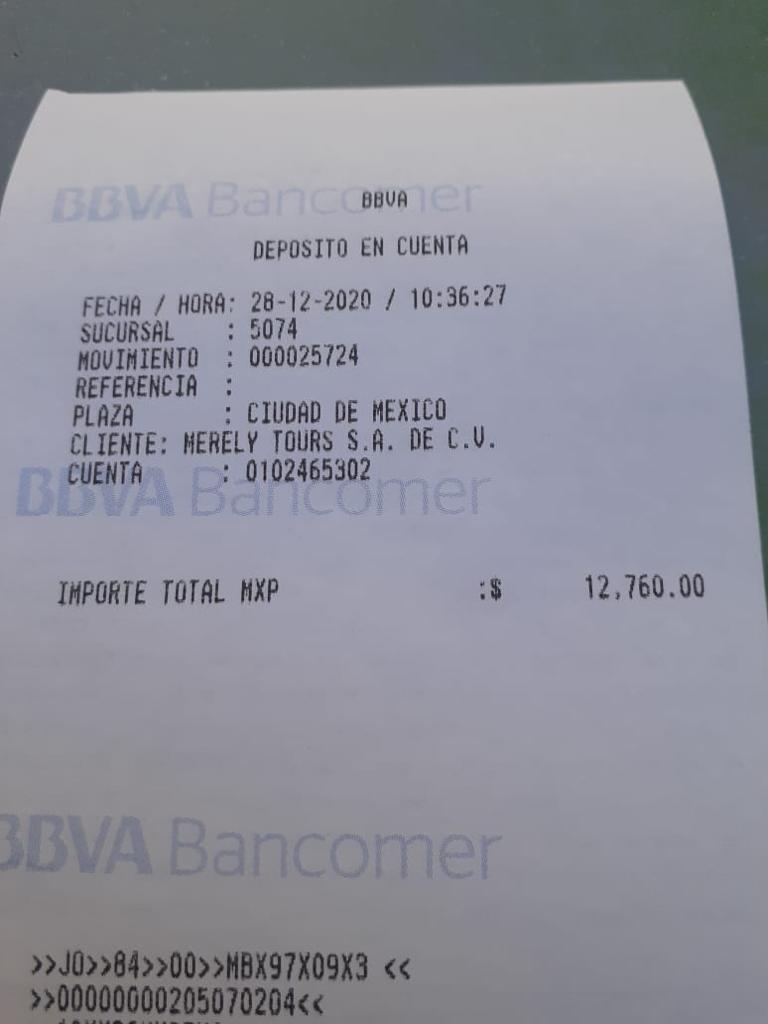 BBVA Bancomer
BBVA
DEPOSITO EN CUENTA
FECHA / HORA: 28-12-2020 / 10:36:27
SUCURSAL : 5074
MOVIMIENTO : 000025724
REFERENCIA :
PLAZA : CIUDAD DE MEXICO
CLIENTE: MERELY TOURS S.A. DE C.V.
CUENTA : 0102465302
BBVA Bancomer
IMPORTE TOTAL MXP :$ 12,760.00
BBVA Bancomer
>>JO>>84>>00>>MBX97X09X3 <<
>>00000000205070204<<